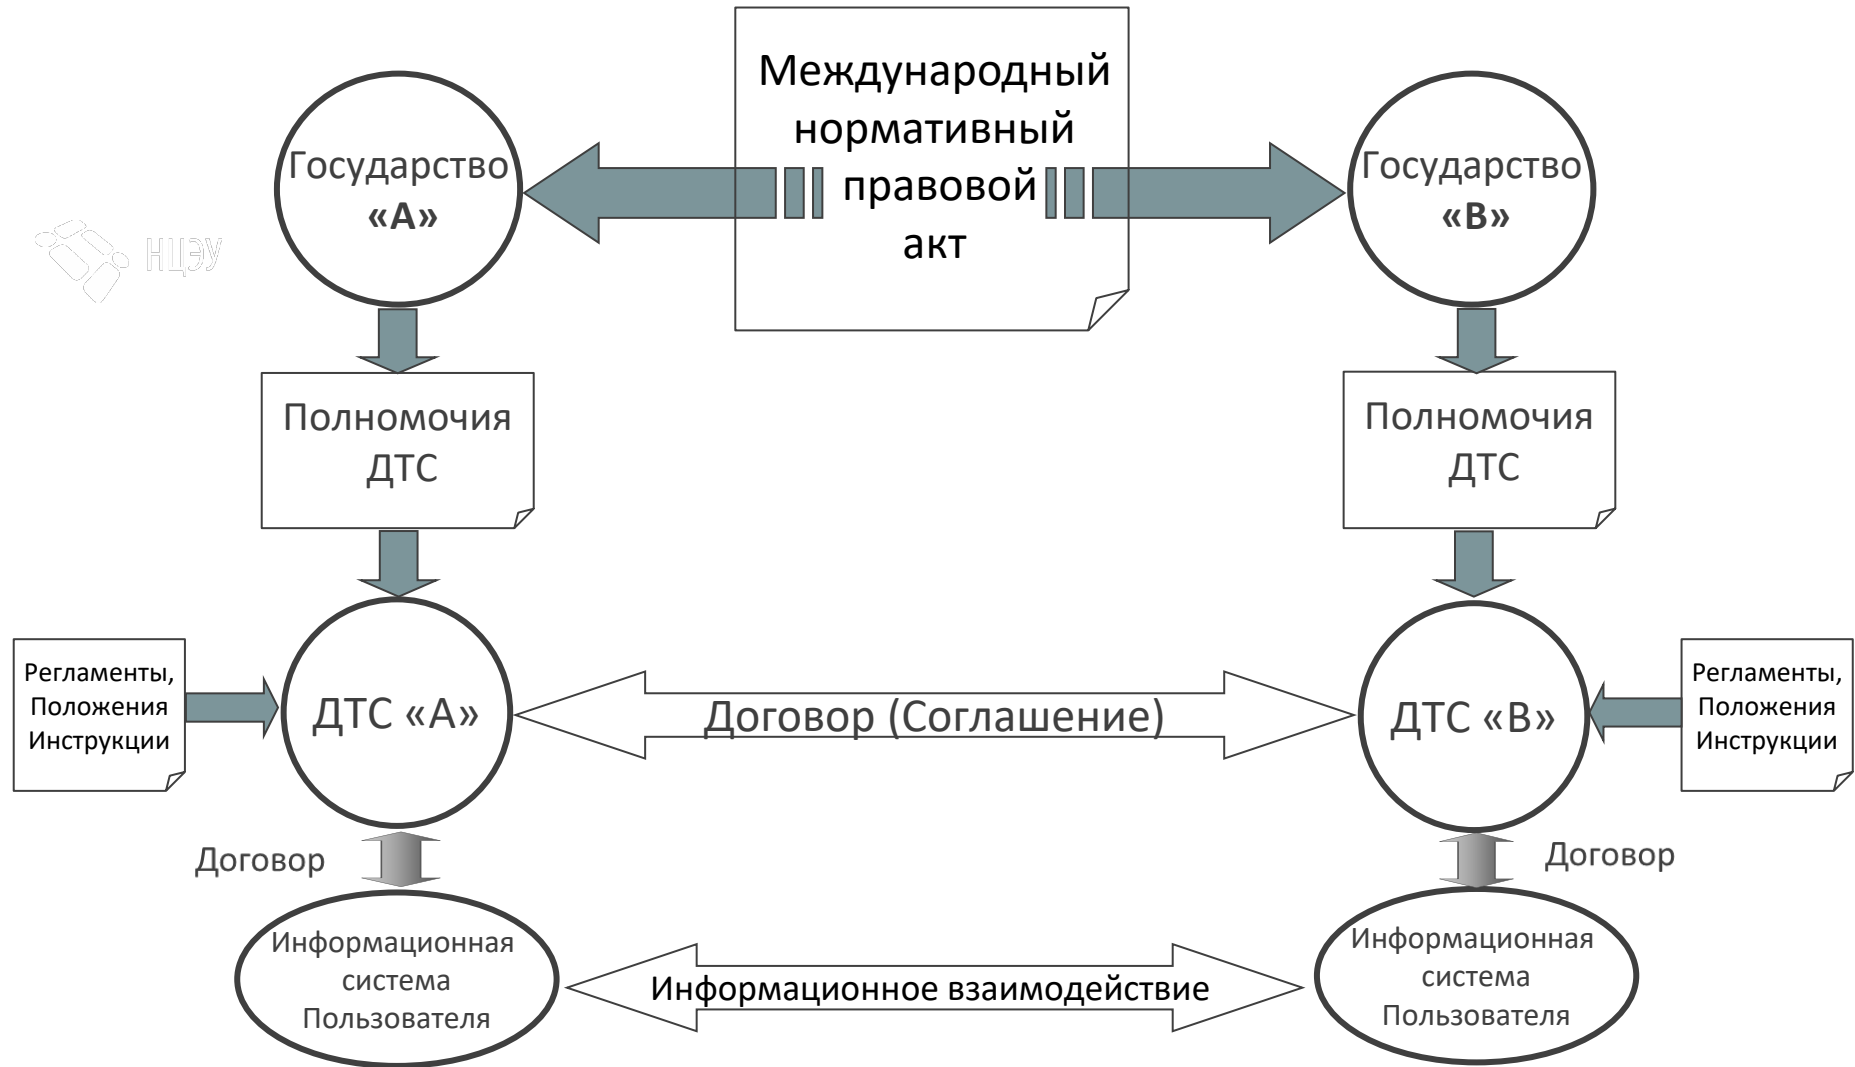 Международный
нормативный
правовой
акт
Государство
«А»
Государство
«В»
НЦЭУ
Полномочия
ДТС
Полномочия
ДТС
Регламенты,
Положения
Инструкции
ДТС «А»
Договор (Соглашение)
ДТС «В»
Регламенты,
Положения
Инструкции
Договор
Договор
Информационная
система
Пользователя
Информационное взаимодействие
Информационная
система
Пользователя